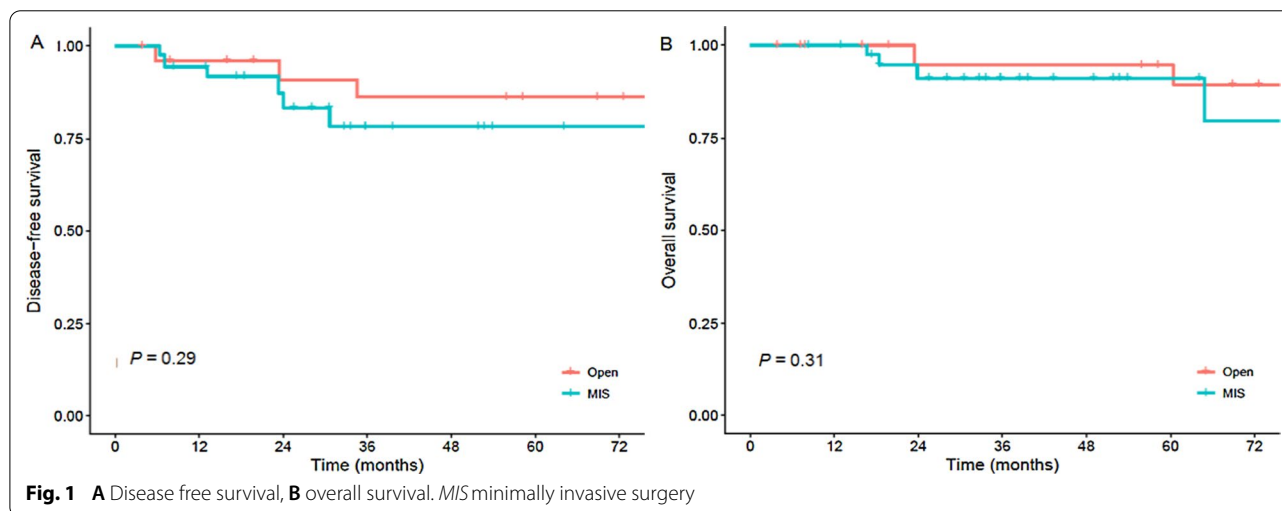 A
Disease-free survival
1.00
0.75
0.50
0.25
0.00
P = 0.29
Open
MIS
0 12 24 36 48 60 72
Time (months)
B
Overall survival
1.00
0.75
0.50
0.25
0.00
P = 0.31
Open
MIS
0 12 24 36 48 60 72
Time (months)
Fig. 1 A Disease free survival, B overall survival. MIS minimally invasive surgery